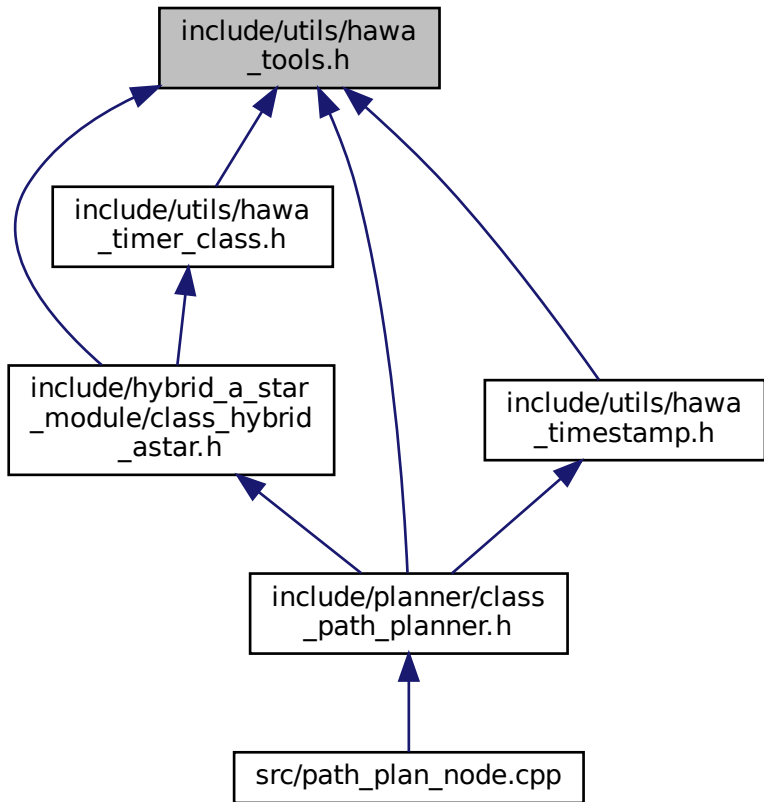 include/utils/hawa
_tools.h
include/utils/hawa
_timer_class.h
include/hybrid_a_star
_module/class_hybrid
_astar.h
include/utils/hawa
_timestamp.h
include/planner/class
_path_planner.h
src/path_plan_node.cpp